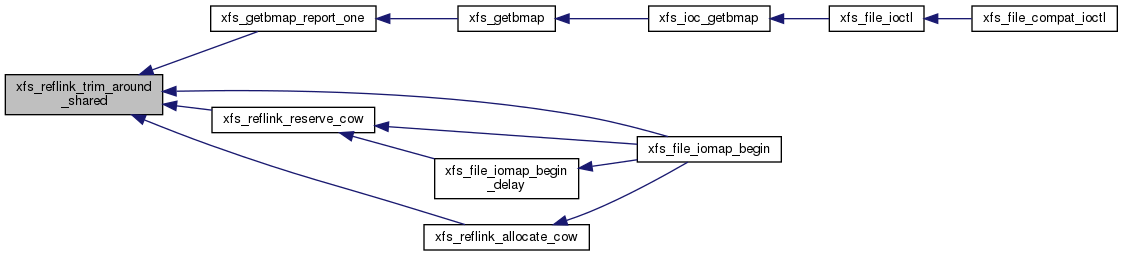 xfs_getbmap_report_one
xfs_getbmap
xfs_ioc_getbmap
xfs_file_ioctl
xfs_file_compat_ioctl
xfs_reflink_trim_around
_shared
xfs_reflink_reserve_cow
xfs_file_iomap_begin
xfs_file_iomap_begin
_delay
xfs_reflink_allocate_cow